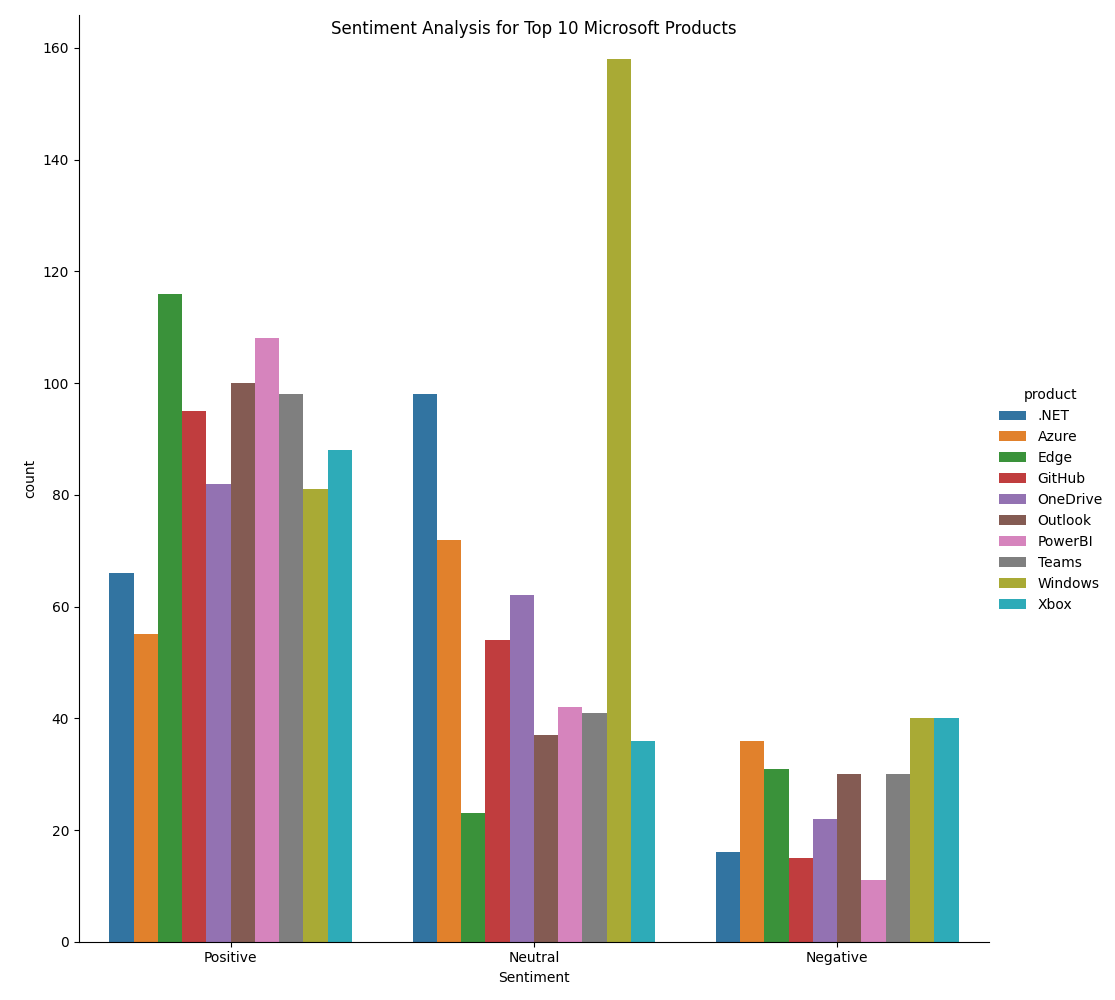 Sentiment Analysis for Top 10 Microsoft Products
160
140
120
100
80
60
40
20
0
count
Positive
Neutral
Negative
Sentiment
product
.NET
Azure
Edge
GitHub
OneDrive
Outlook
PowerBI
Teams
Windows
Xbox